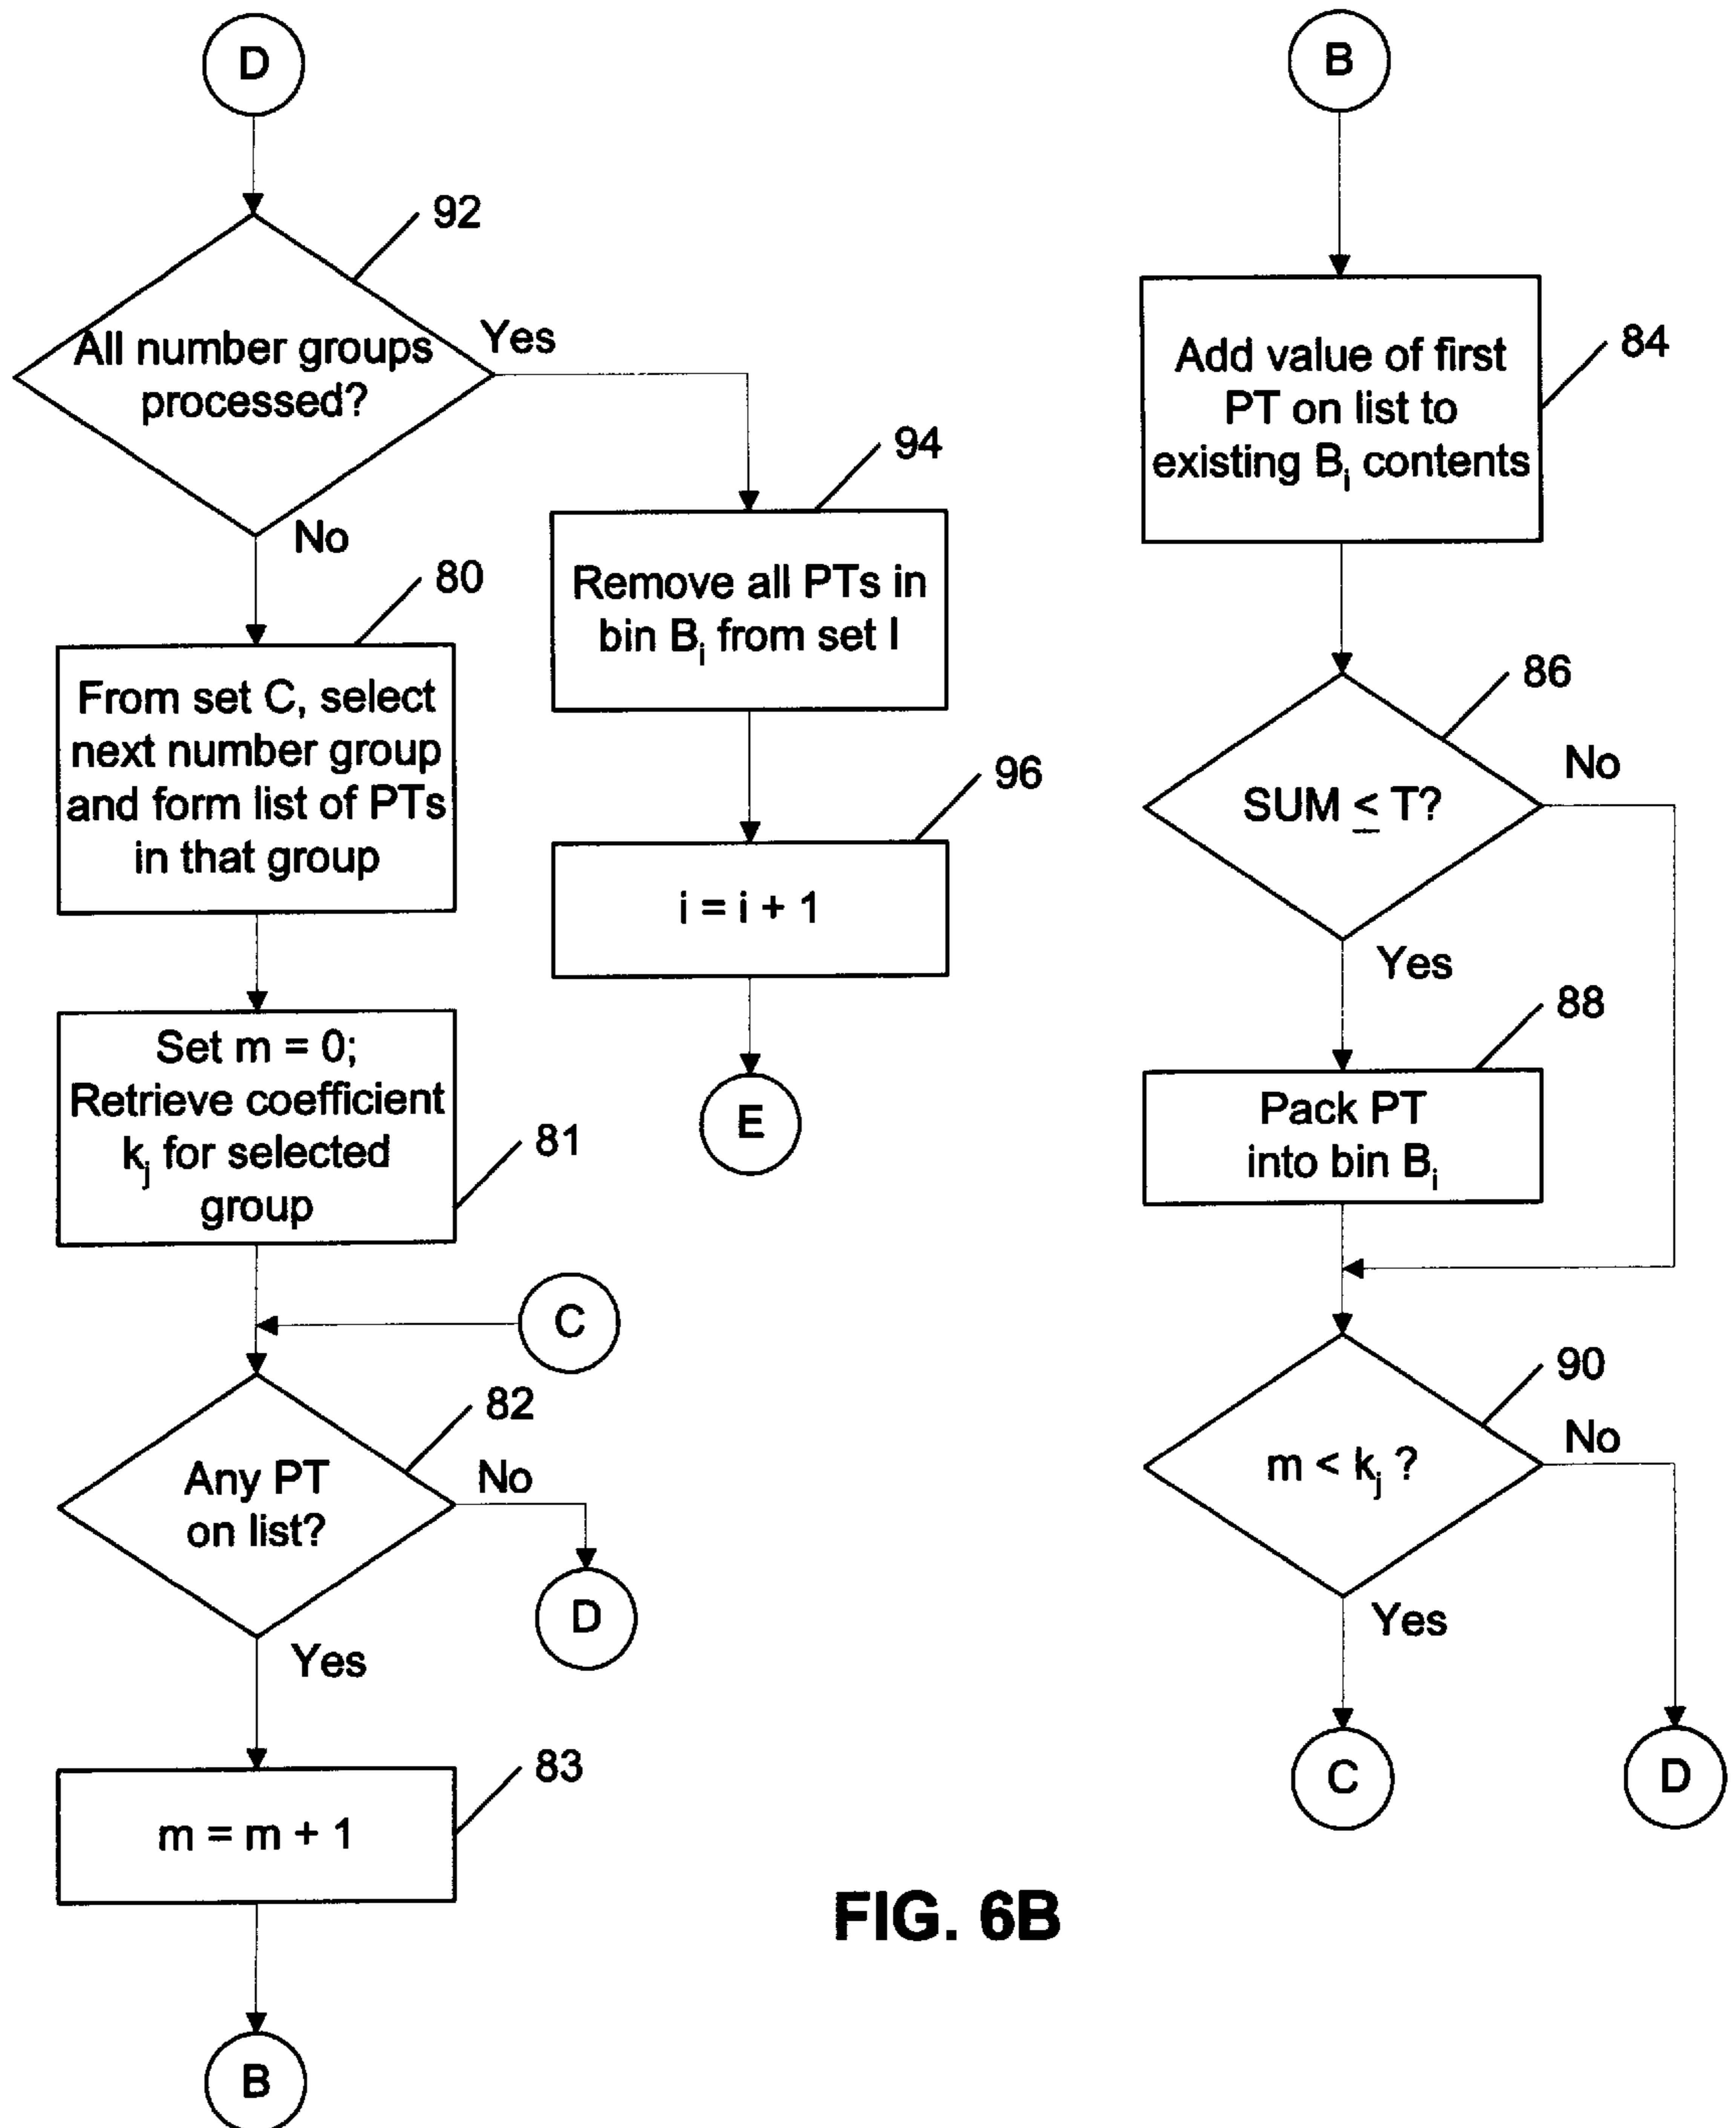 D
92
All number groups
processed?
Yes
No
94
Remove all PTs in
bin Bi from set I
80
From set C, select
next number group
and form list of PTs
in that group
96
i = i + 1
E
Set m = 0;
Retrieve coefficient
kj for selected
group
81
C
82
Any PT
on list?
No
D
Yes
83
m = m + 1
B
B
Add value of first
PT on list to
existing Bi contents
84
86
SUM ≤ T?
No
Yes
88
Pack PT
into bin Bi
90
m < kj ?
No
Yes
C
D
FIG. 6B